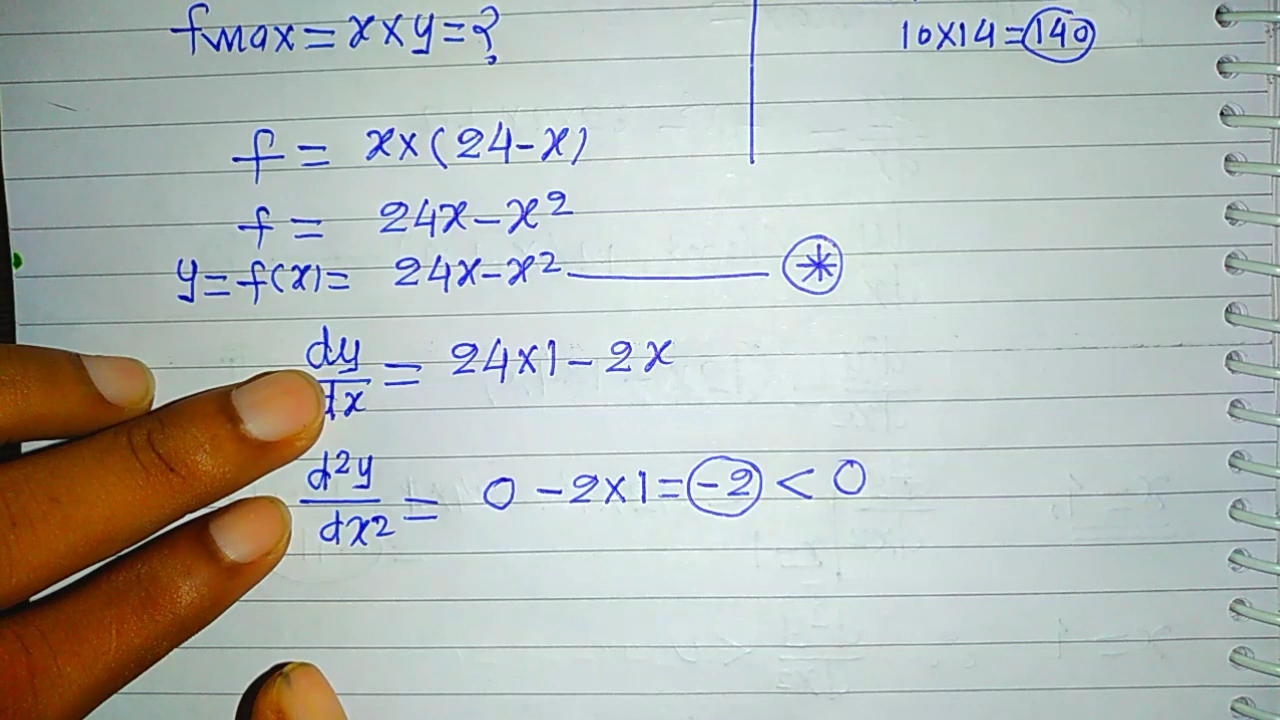 fmax = x × y = ?
10×14 = 140
f = x × (24 - x)
f = 24x - x²
y = f(x) = 24x - x² ——— *
dy/dx = 24×1 - 2x
d²y/dx² = 0 - 2×1 = -2 < 0